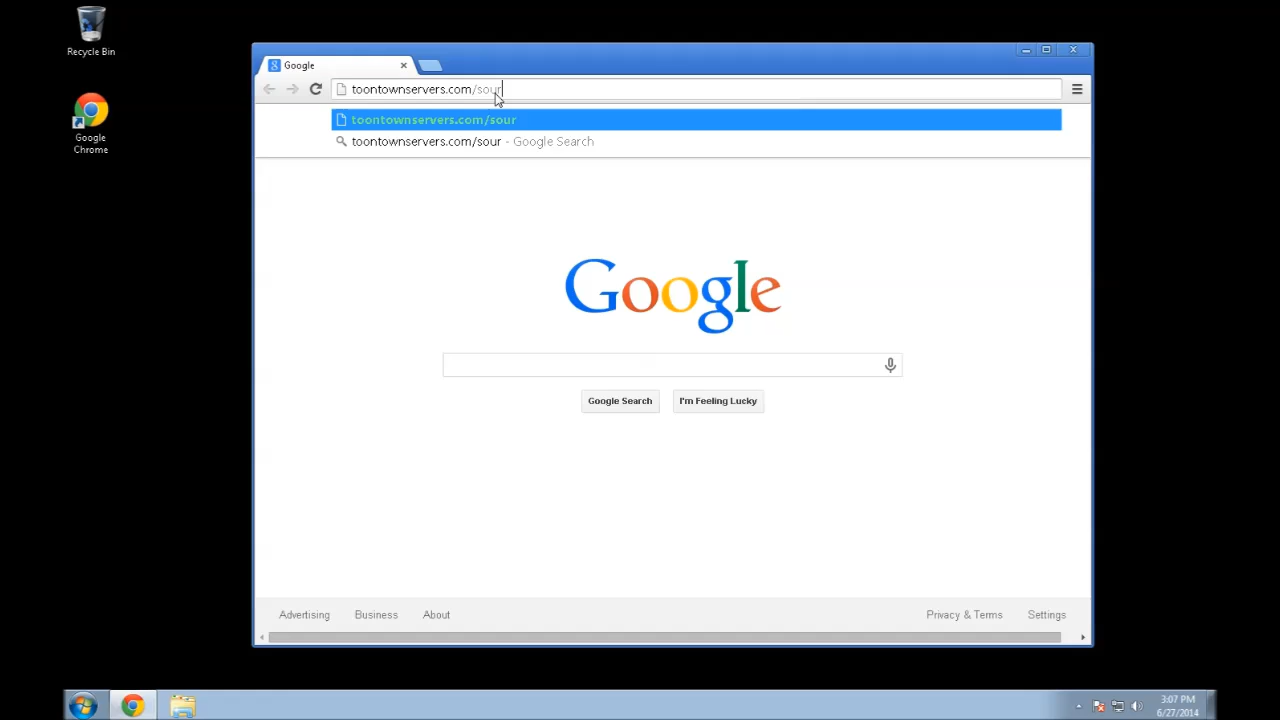 Recycle Bin
Google
Chrome
Google
toontownservers.com/sour
toontownservers.com/sour
toontownservers.com/sour - Google Search
Google
Google Search
I'm Feeling Lucky
Advertising
Business
About
Privacy & Terms
Settings
3:07 PM
6/27/2014